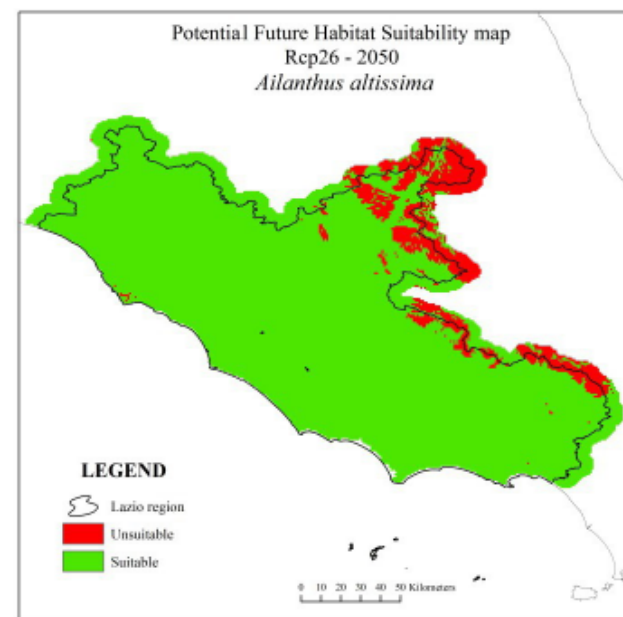 Potential Future Habitat Suitability map
Rcp26 - 2050
Ailanthus altissima
LEGEND
Lazio region
Unsuitable
Suitable
0 10 20 30 40 50 Kilometers